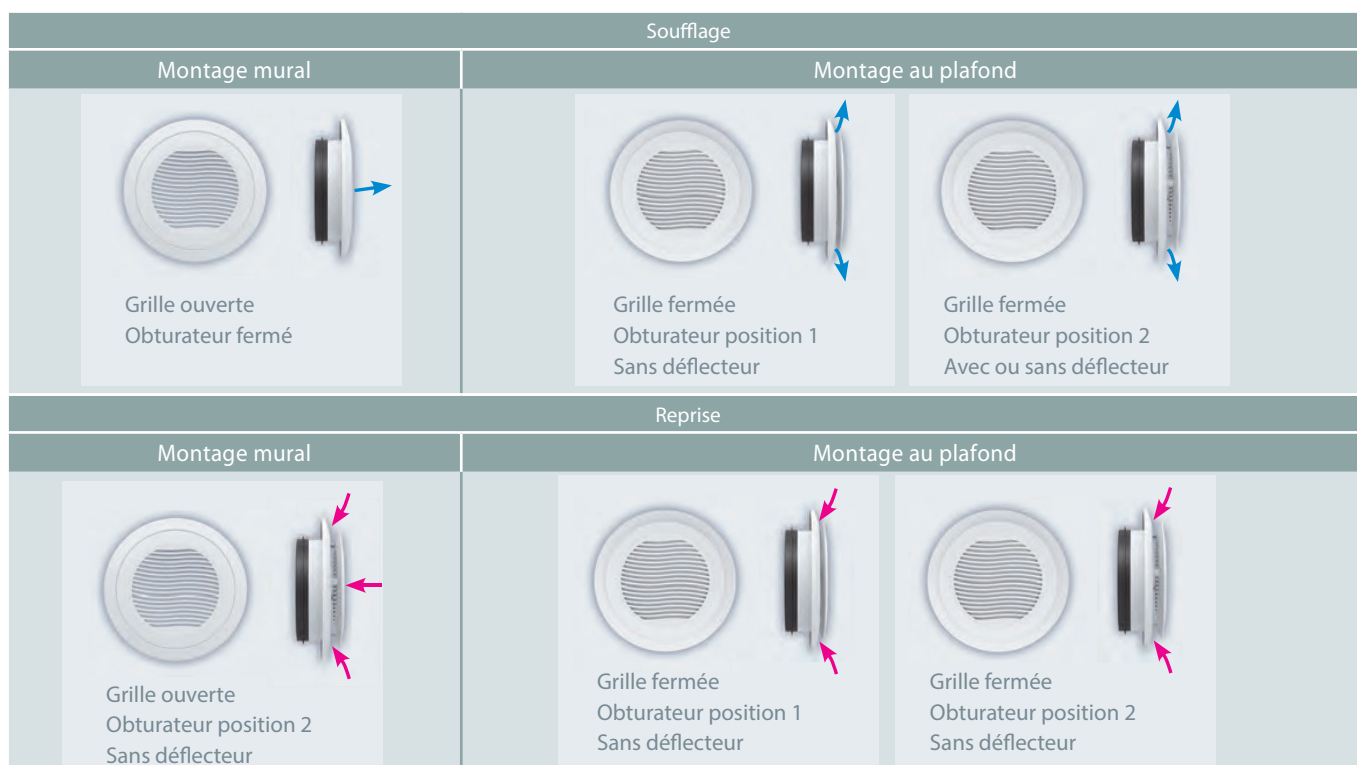 Soufflage
Montage mural
Montage au plafond
Grille ouverte
Obturateur fermé
Grille fermée
Obturateur position 1
Sans déflecteur
Grille fermée
Obturateur position 2
Avec ou sans déflecteur
Reprise
Montage mural
Montage au plafond
Grille ouverte
Obturateur position 2
Sans déflecteur
Grille fermée
Obturateur position 1
Sans déflecteur
Grille fermée
Obturateur position 2
Sans déflecteur